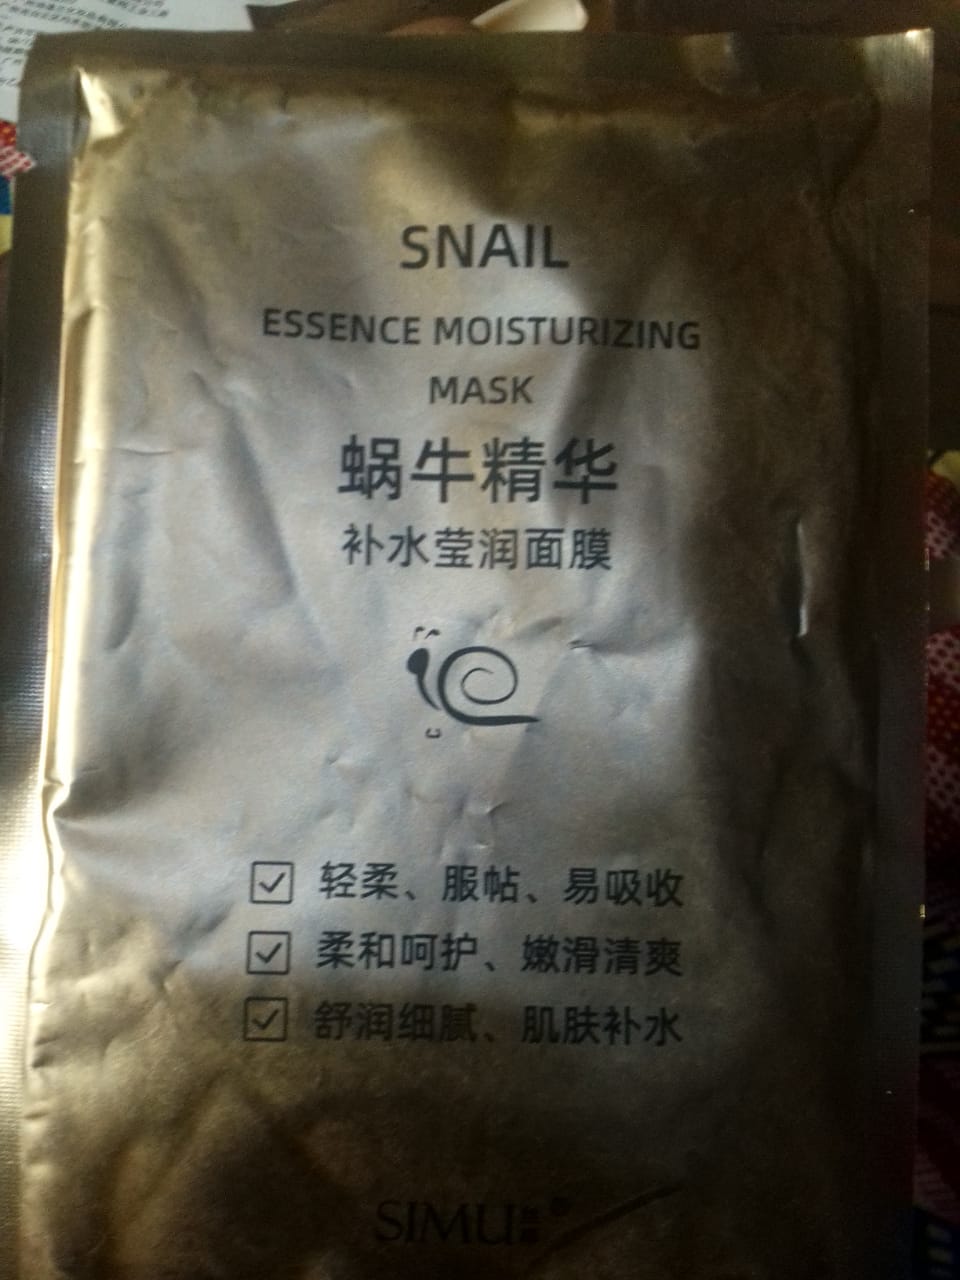 SNAIL
ESSENCE MOISTURIZING
MASK
蜗牛精华
补水莹润面膜
轻柔、服帖、易吸收
柔和呵护、嫩滑清爽
舒润细腻、肌肤补水
SIMU